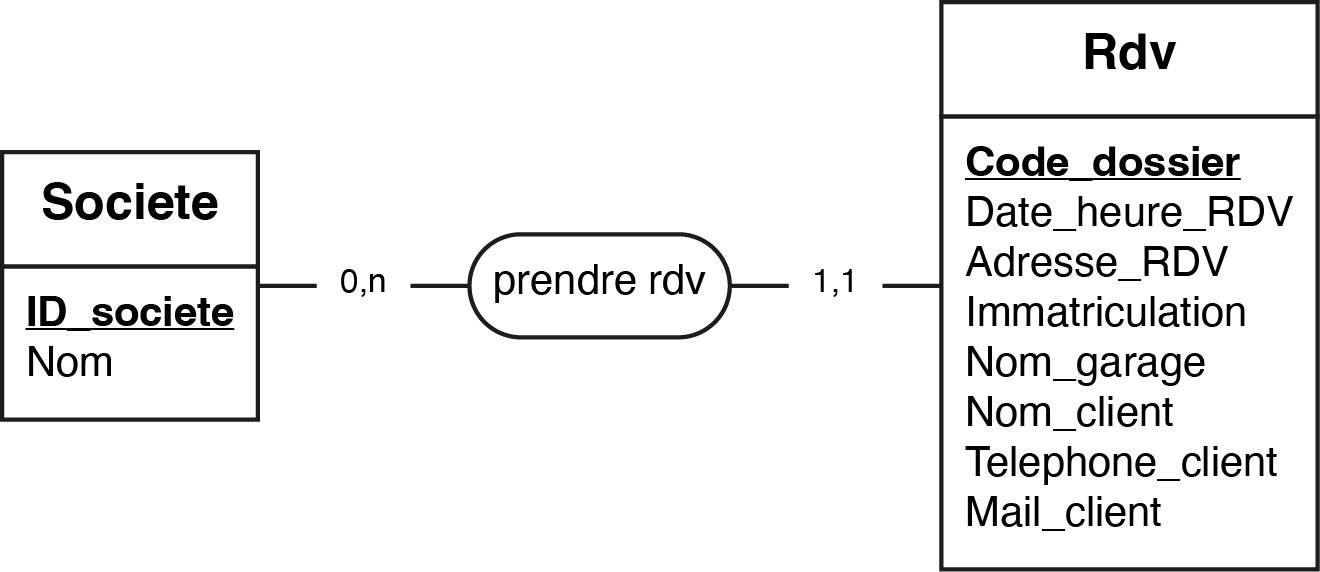 Societe
ID_societe
Nom
0,n
prendre rdv
1,1
Rdv
Code_dossier
Date_heure_RDV
Adresse_RDV
Immatriculation
Nom_garage
Nom_client
Telephone_client
Mail_client